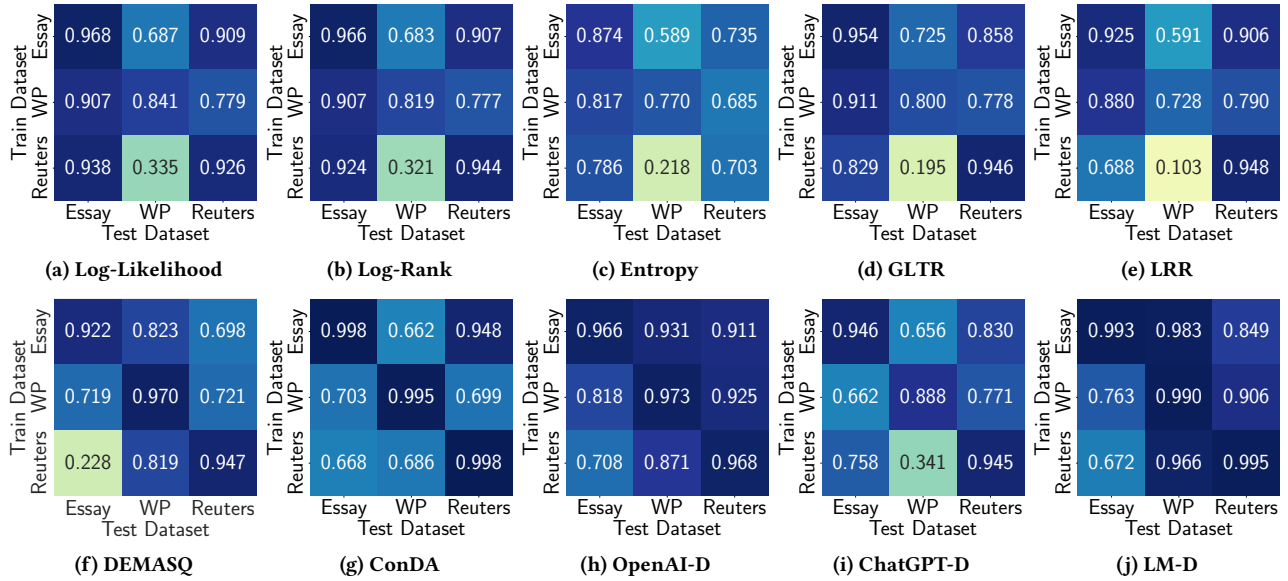 Train Dataset
Essay 0.968 0.687 0.909
WP 0.907 0.841 0.779
Reuters 0.938 0.335 0.926
Essay WP Reuters
Test Dataset
(a) Log-Likelihood
Train Dataset
Essay 0.966 0.683 0.907
WP 0.907 0.819 0.777
Reuters 0.924 0.321 0.944
Essay WP Reuters
Test Dataset
(b) Log-Rank
Train Dataset
Essay 0.874 0.589 0.735
WP 0.817 0.770 0.685
Reuters 0.786 0.218 0.703
Essay WP Reuters
Test Dataset
(c) Entropy
Train Dataset
Essay 0.954 0.725 0.858
WP 0.911 0.800 0.778
Reuters 0.829 0.195 0.946
Essay WP Reuters
Test Dataset
(d) GLTR
Train Dataset
Essay 0.925 0.591 0.906
WP 0.880 0.728 0.790
Reuters 0.688 0.103 0.948
Essay WP Reuters
Test Dataset
(e) LRR
Train Dataset
Essay 0.922 0.823 0.698
WP 0.719 0.970 0.721
Reuters 0.228 0.819 0.947
Essay WP Reuters
Test Dataset
(f) DEMASQ
Train Dataset
Essay 0.998 0.662 0.948
WP 0.703 0.995 0.699
Reuters 0.668 0.686 0.998
Essay WP Reuters
Test Dataset
(g) ConDA
Train Dataset
Essay 0.966 0.931 0.911
WP 0.818 0.973 0.925
Reuters 0.708 0.871 0.968
Essay WP Reuters
Test Dataset
(h) OpenAI-D
Train Dataset
Essay 0.946 0.656 0.830
WP 0.662 0.888 0.771
Reuters 0.758 0.341 0.945
Essay WP Reuters
Test Dataset
(i) ChatGPT-D
Train Dataset
Essay 0.993 0.983 0.849
WP 0.763 0.990 0.906
Reuters 0.672 0.966 0.995
Essay WP Reuters
Test Dataset
(j) LM-D